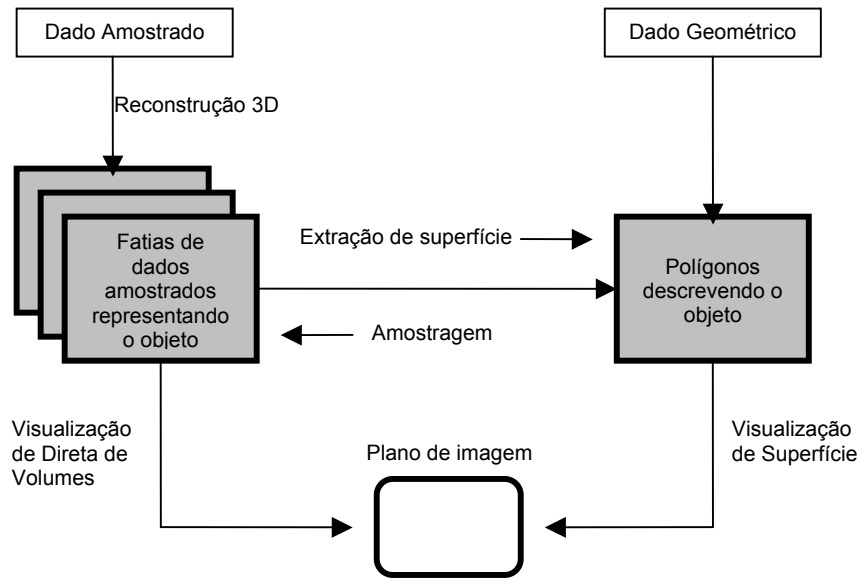 Dado Amostrado
Dado Geométrico
Reconstrução 3D
Fatias de
dados
amostrados
representando
o objeto
Extração de superfície
Amostragem
Polígonos
descrevendo o
objeto
Visualização
de Direta de
Volumes
Plano de imagem
Visualização
de Superfície